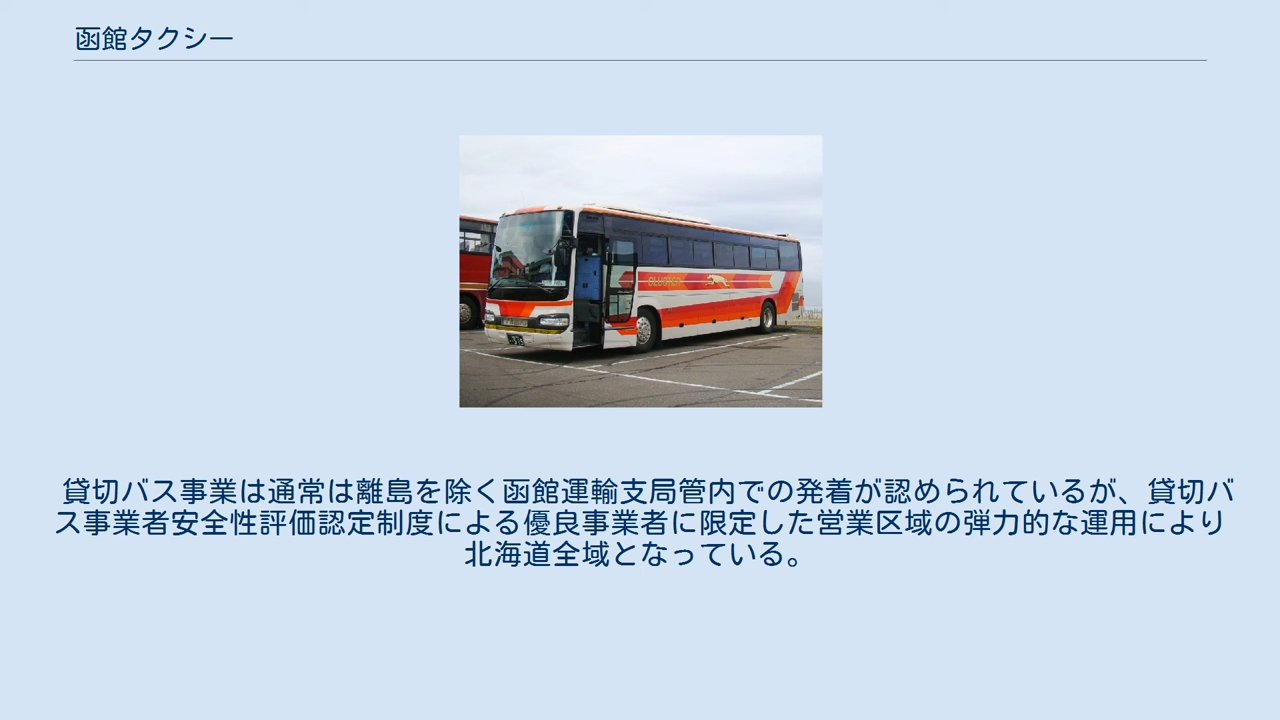 函館タクシー
貸切バス事業は通常は離島を除く函館運輸支局管内での発着が認められているが、貸切バ
ス事業者安全性評価認定制度による優良事業者に限定した営業区域の弾力的な運用により
北海道全域となっている。